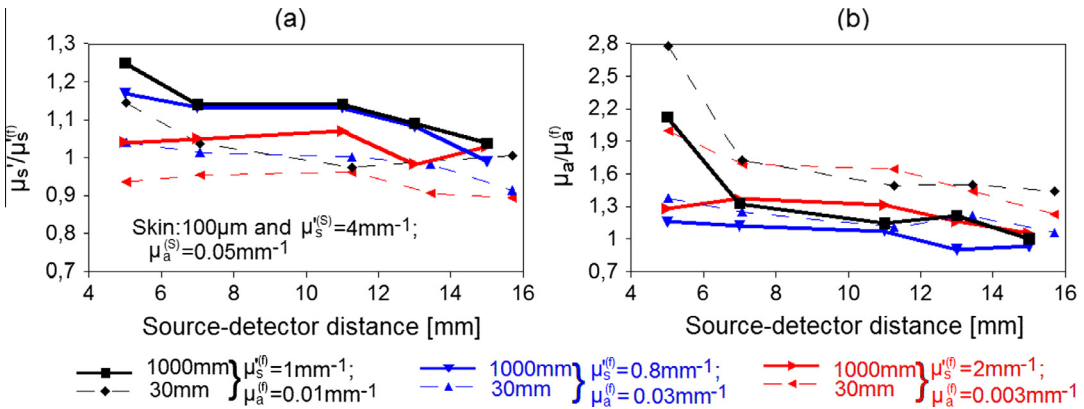 (a)
(b)
1,3
1,2
1,1
1
0,9
0,8
0,7
4 6 8 10 12 14 16
μs'/μs'(f)
Skin:100μm and μs'(S)=4mm-1;
μa(S)=0.05mm-1
Source-detector distance [mm]
2,8
2,5
2,2
1,9
1,6
1,3
1
0,7
4 6 8 10 12 14 16
μa/μa(f)
Source-detector distance [mm]
1000mm
30mm
} μs'(f)=1mm-1;
μa(f)=0.01mm-1
1000mm
30mm
} μs'(f)=0.8mm-1;
μa(f)=0.03mm-1
1000mm
30mm
} μs'(f)=2mm-1;
μa(f)=0.003mm-1